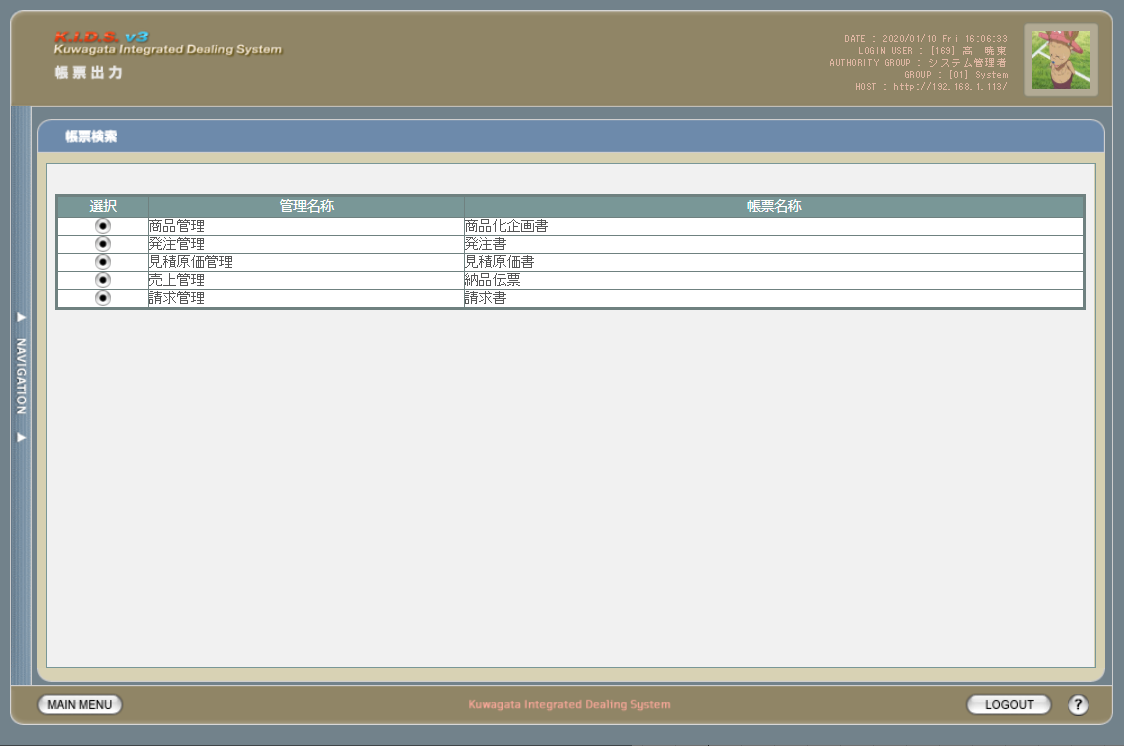 K.I.D.S. v3
Kuwagata Integrated Dealing System
帳票出力
DATE : 2020/01/10 Fri 16:06:33
LOGIN USER : [169] 高　暁東
AUTHORITY GROUP : システム管理者
GROUP : [01] System
HOST : http://192.168.1.113/
帳票検索
選択 管理名称 帳票名称
商品管理 商品化企画書
発注管理 発注書
見積原価管理 見積原価書
売上管理 納品伝票
請求管理 請求書
NAVIGATION
MAIN MENU Kuwagata Integrated Dealing System LOGOUT ?